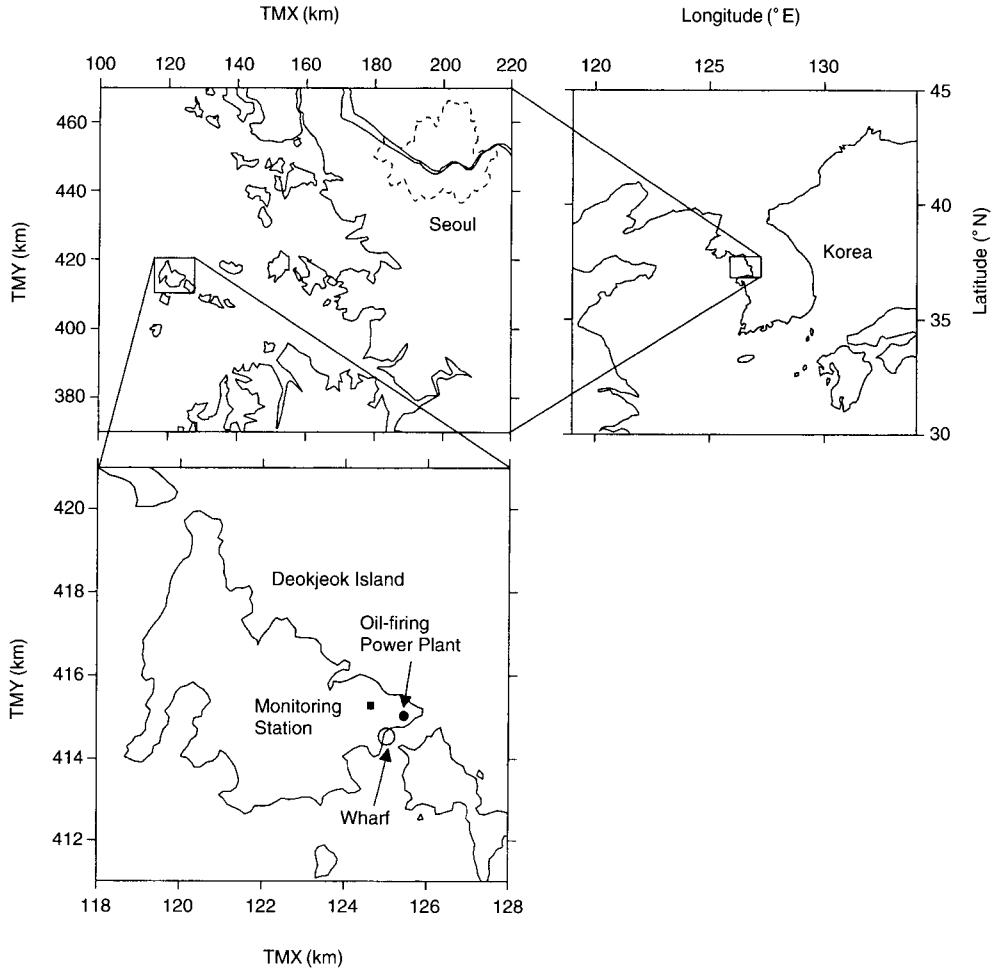 TMX (km)
100 120 140 160 180 200 220
TMY (km)
460
440
420
400
380
Seoul
Longitude (° E)
120 125 130
45
40
35
30
Latitude (° N)
Korea
TMY (km)
420
418
416
414
412
Deokjeok Island
Oil-firing
Power Plant
Monitoring
Station
Wharf
118 120 122 124 126 128
TMX (km)